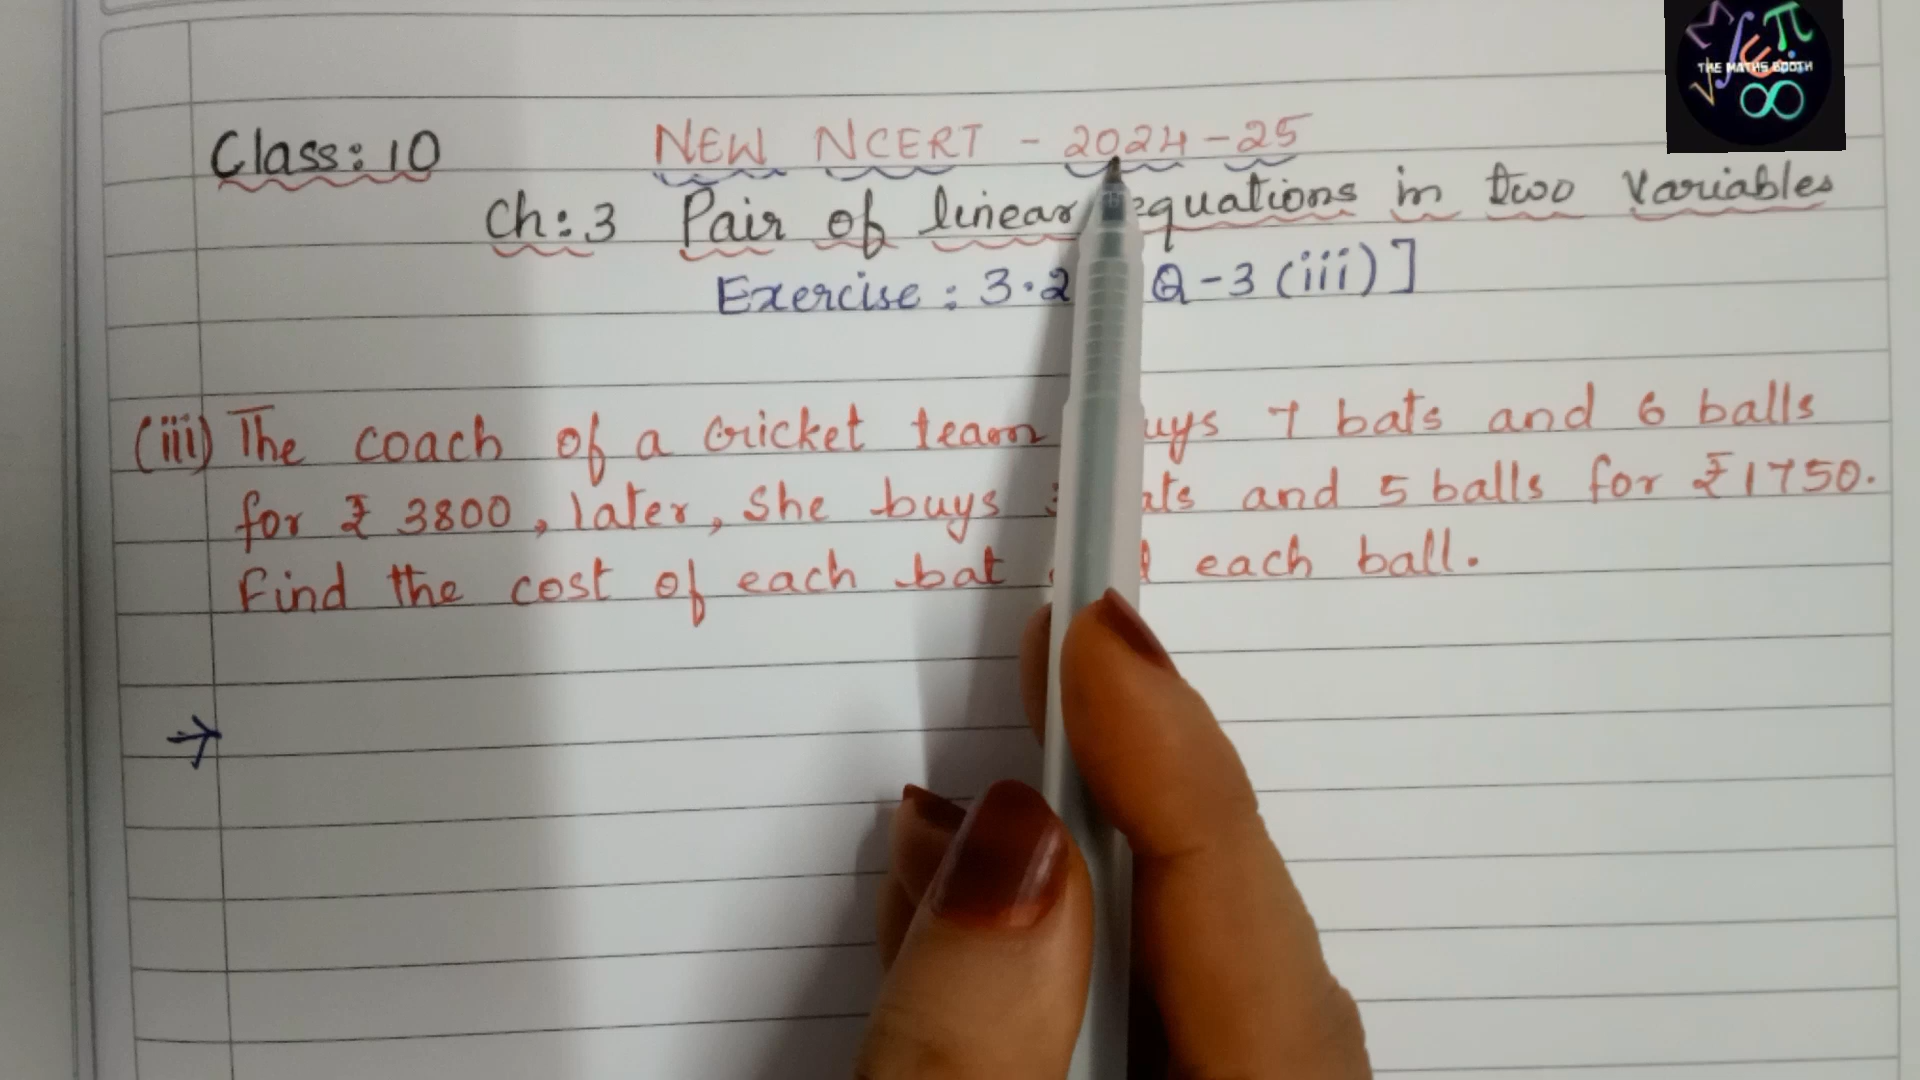 THE MATHS BOOTH
Class: 10 NEW NCERT - 2024-25
Ch: 3 Pair of linear equations in two variables
Exercise: 3.2 Q-3 (iii)]
(iii) The coach of a cricket team uys 7 bats and 6 balls
for ₹ 3800, later, she buys and 5 balls for ₹1750.
Find the cost of each bat each ball.
→